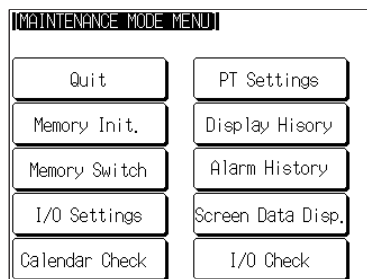 [MAINTENANCE MODE MENU]
Quit
PT Settings
Memory Init.
Display Hisory
Memory Switch
Alarm History
I/O Settings
Screen Data Disp.
Calendar Check
I/O Check